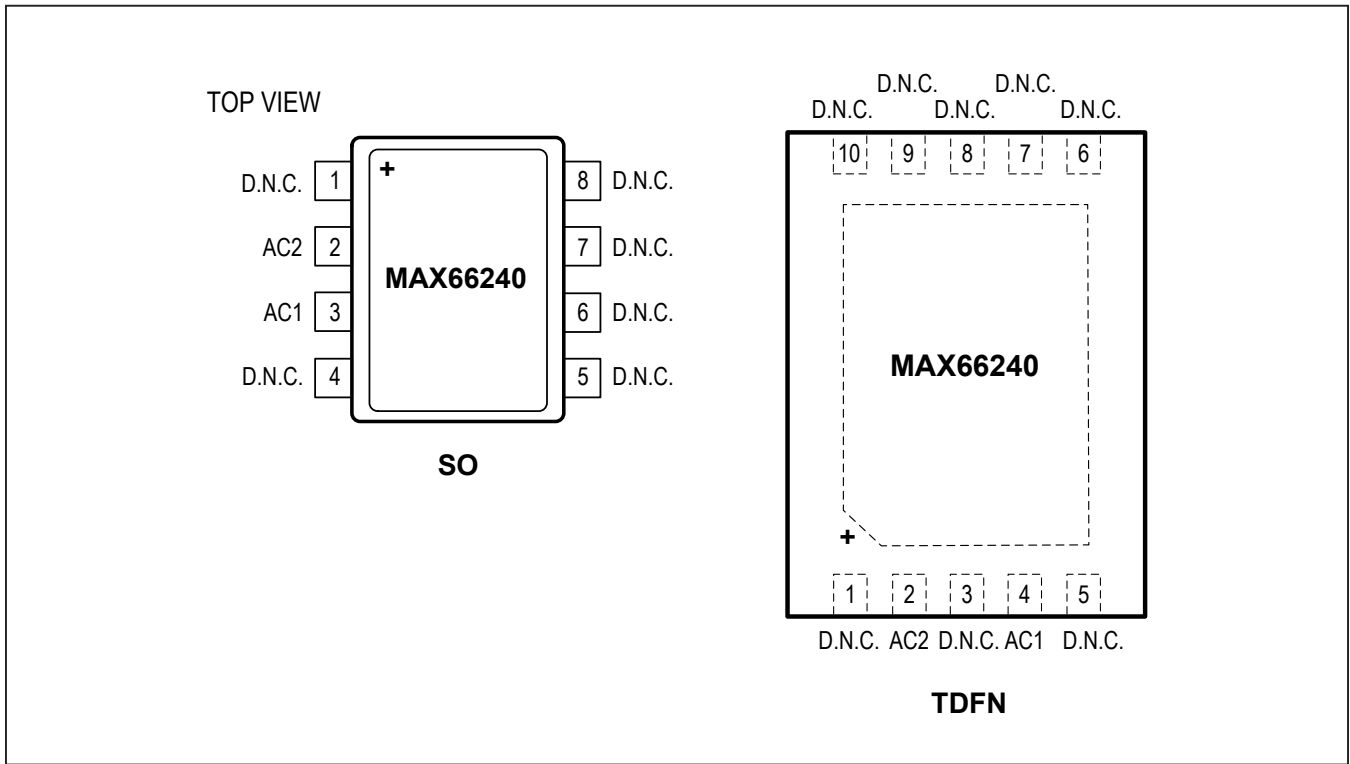 TOP VIEW
D.N.C. 1 + 8 D.N.C.
AC2 2 7 D.N.C.
MAX66240
AC1 3 6 D.N.C.
D.N.C. 4 5 D.N.C.
SO
D.N.C. D.N.C.
D.N.C. D.N.C. D.N.C.
10 9 8 7 6
MAX66240
+
1 2 3 4 5
D.N.C. AC2 D.N.C. AC1 D.N.C.
TDFN